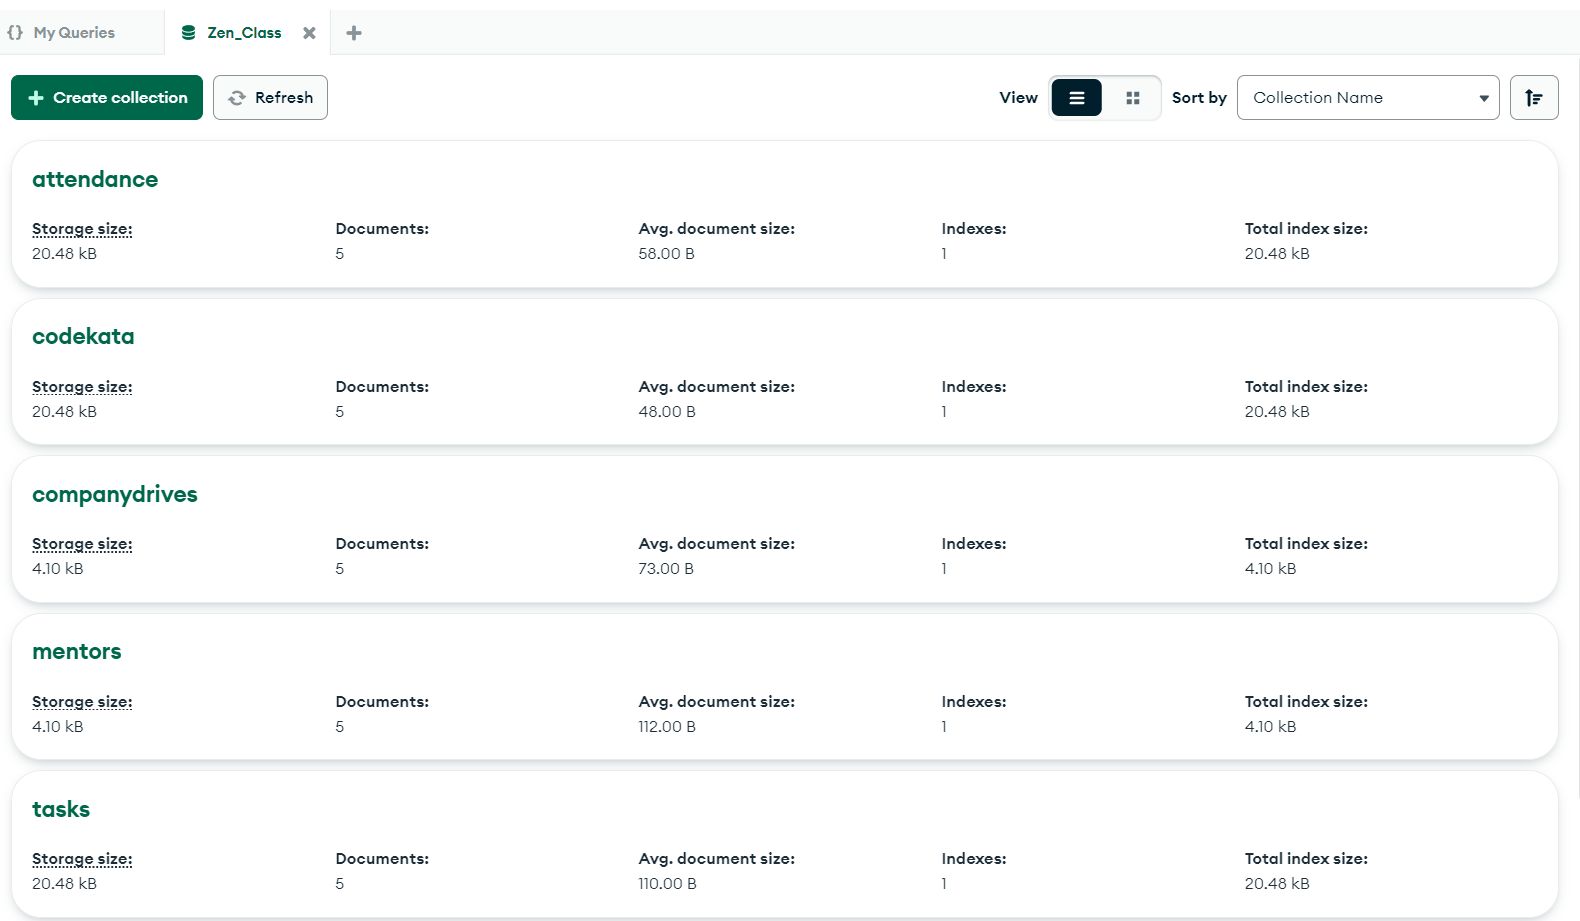 {} My Queries Zen_Class
Create collection Refresh View Sort by Collection Name
attendance
Storage size: Documents: Avg. document size: Indexes: Total index size:
20.48 kB 5 58.00 B 1 20.48 kB
codekata
Storage size: Documents: Avg. document size: Indexes: Total index size:
20.48 kB 5 48.00 B 1 20.48 kB
companydrives
Storage size: Documents: Avg. document size: Indexes: Total index size:
4.10 kB 5 73.00 B 1 4.10 kB
mentors
Storage size: Documents: Avg. document size: Indexes: Total index size:
4.10 kB 5 112.00 B 1 4.10 kB
tasks
Storage size: Documents: Avg. document size: Indexes: Total index size:
20.48 kB 5 110.00 B 1 20.48 kB